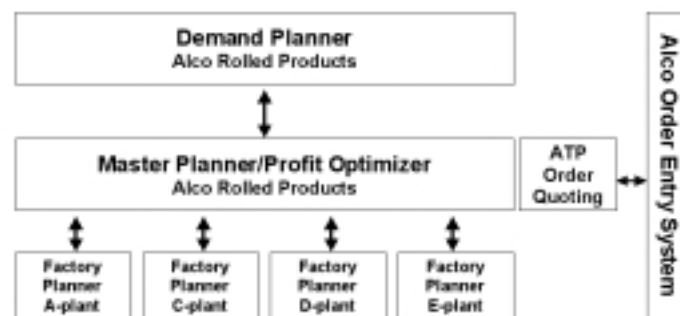 Demand Planner
Alco Rolled Products
Master Planner/Profit Optimizer
Alco Rolled Products
ATP
Order
Quoting
Alco Order Entry System
Factory
Planner
A-plant
Factory
Planner
C-plant
Factory
Planner
D-plant
Factory
Planner
E-plant